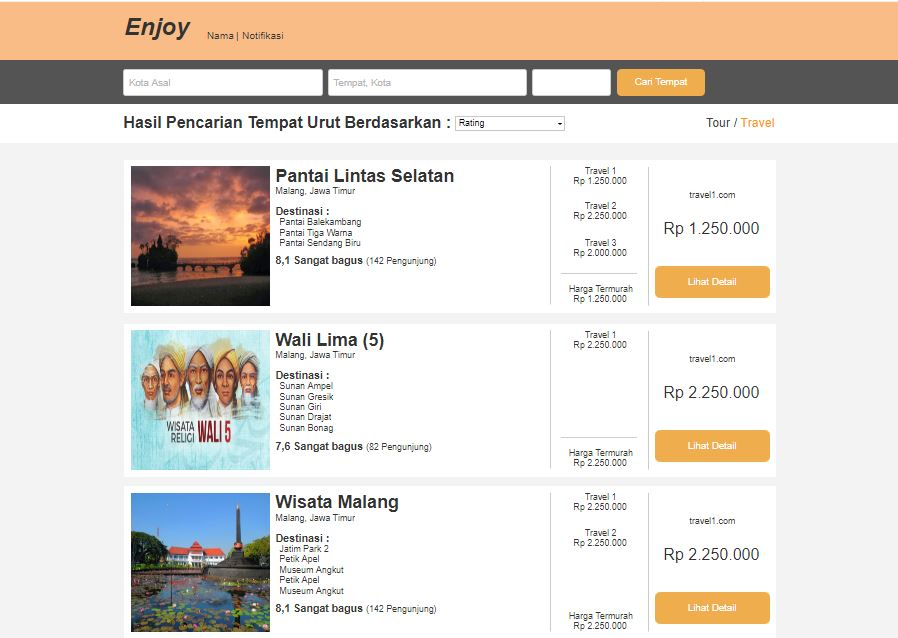 Enjoy
Nama | Notifikasi
Kota Asal
Tempat, Kota
Cari Tempat
Hasil Pencarian Tempat Urut Berdasarkan :
Rating
Tour / Travel
Pantai Lintas Selatan
Malang, Jawa Timur
Destinasi :
Pantai Balekambang
Pantai Tiga Warna
Pantai Sendang Biru
8,1 Sangat bagus (142 Pengunjung)
Travel 1
Rp 1.250.000
Travel 2
Rp 2.250.000
Travel 3
Rp 2.000.000
Harga Termurah
Rp 1.250.000
travel1.com
Rp 1.250.000
Lihat Detail
WISATA
RELIGI WALI 5
Wali Lima (5)
Malang, Jawa Timur
Destinasi :
Sunan Ampel
Sunan Gresik
Sunan Giri
Sunan Drajat
Sunan Bonag
7,6 Sangat bagus (82 Pengunjung)
Travel 1
Rp 2.250.000
Harga Termurah
Rp 2.250.000
travel1.com
Rp 2.250.000
Lihat Detail
Wisata Malang
Malang, Jawa Timur
Destinasi :
Jatim Park 2
Petik Apel
Museum Angkut
Petik Apel
Museum Angkut
8,1 Sangat bagus (142 Pengunjung)
Travel 1
Rp 2.250.000
Travel 2
Rp 2.250.000
Harga Termurah
Rp 2.250.000
travel1.com
Rp 2.250.000
Lihat Detail